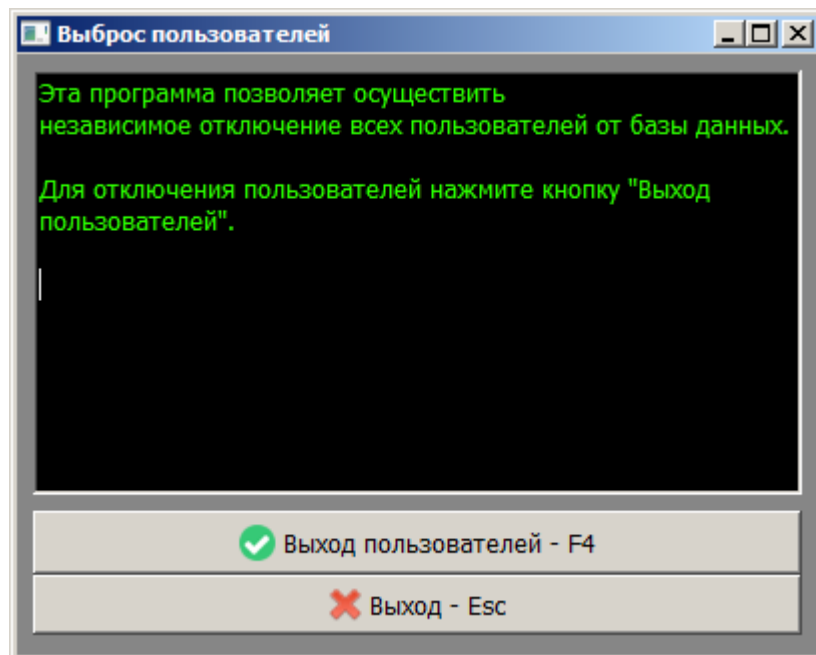 Выброс пользователей
Эта программа позволяет осуществить
независимое отключение всех пользователей от базы данных.
Для отключения пользователей нажмите кнопку "Выход
пользователей".
Выход пользователей - F4
Выход - Esc